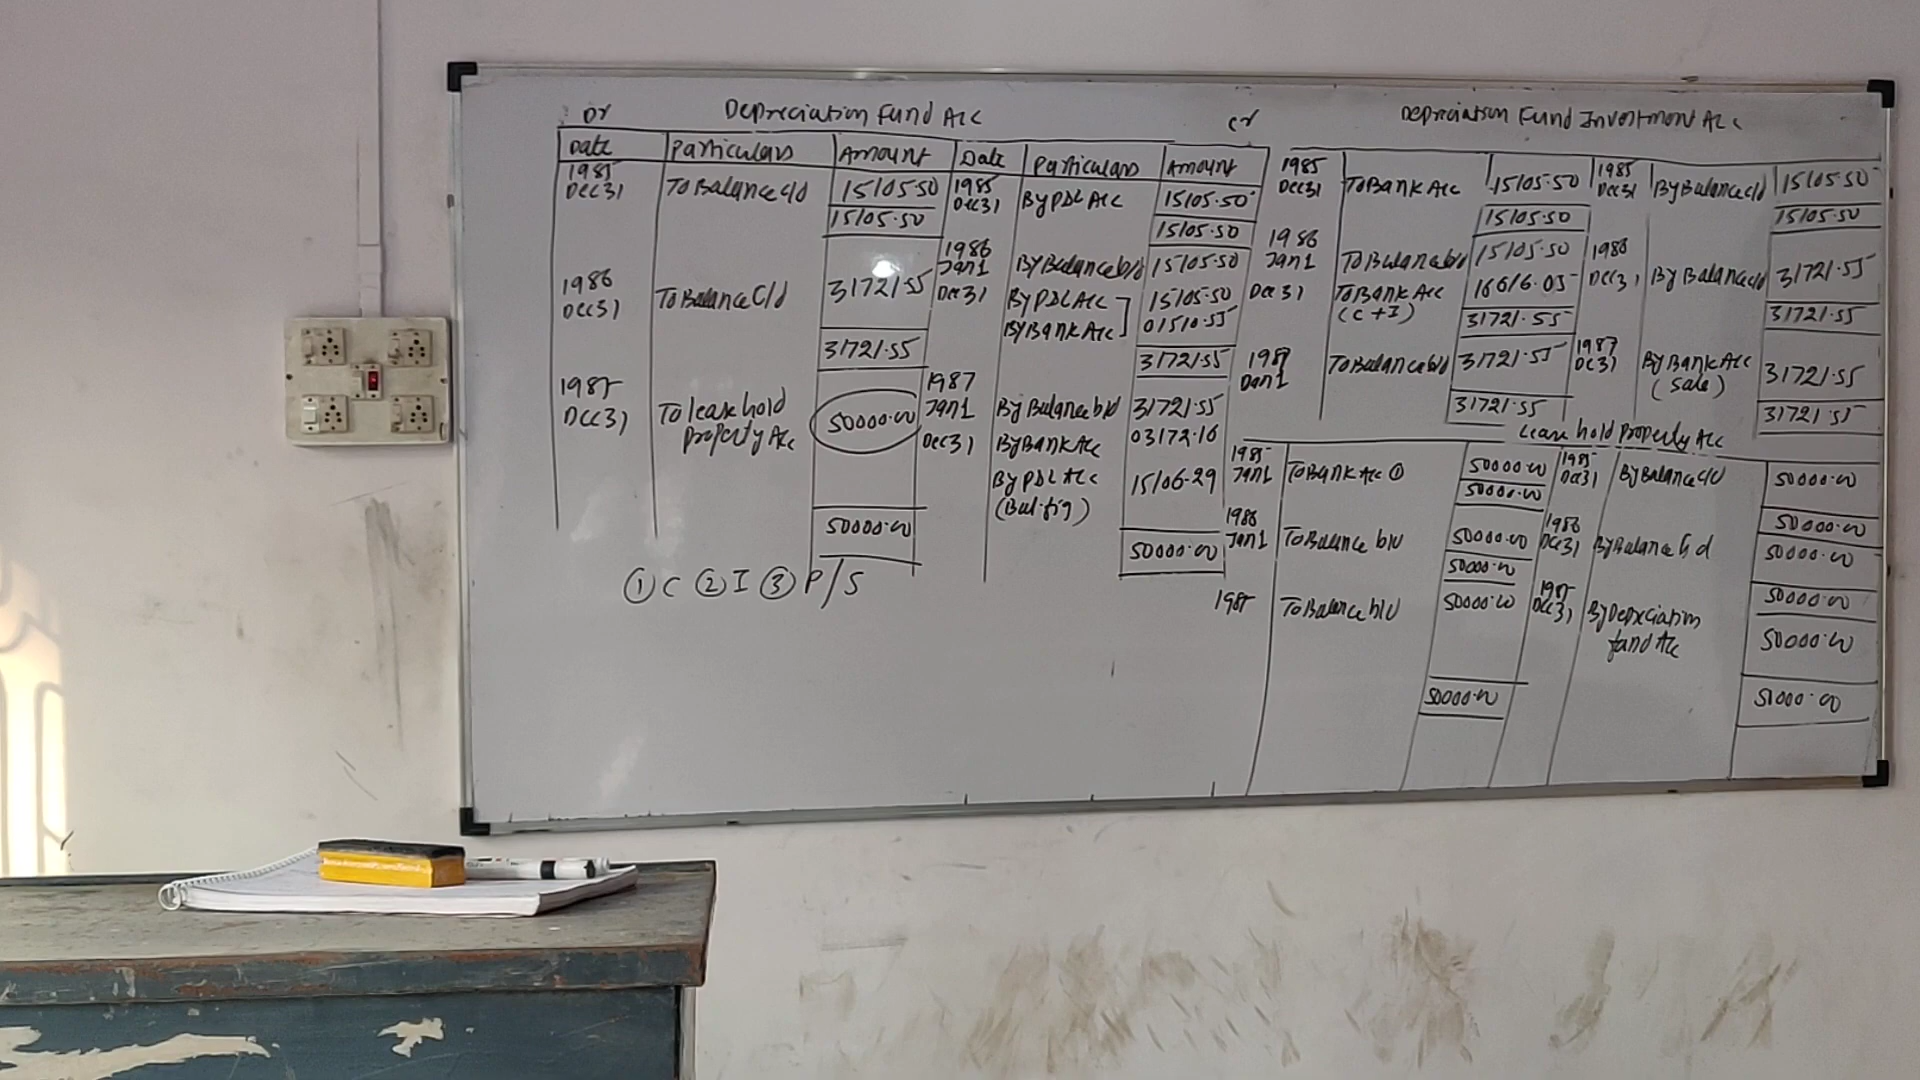 Dr Depreciation Fund A/c Cr
Date Particulars Amount Date Particulars Amount
1985 Dec 31 To Balance c/d 15105.50 1985 Dec 31 By P&L A/c 15105.50
15105.50 15105.50
1986 Jan 1 By Balance b/d 15105.50
1986 Dec 31 To Balance C/d 31721.55 Dec 31 By P&L A/c 15105.50
By Bank A/c 01510.55
31721.55 31721.55
1987 Dec 31 To lease hold property A/c 50000.00 1987 Jan 1 By Balance b/d 31721.55
Dec 31 By Bank A/c 03172.16
By P&L A/c (Bal.fig) 15106.29
50000.00 50000.00
① C ② I ③ P/S
Depreciation Fund Investment A/c
1985 Dec 31 To Bank A/c 15105.50 1985 Dec 31 By Balance c/d 15105.50
15105.50 15105.50
1986 Jan 1 To Balance b/d 15105.50 1986 Dec 31 By Balance c/d 31721.55
Dec 31 To Bank A/c (C+I) 16616.05
31721.55 31721.55
1987 Jan 1 To Balance b/d 31721.55 1987 Dec 31 By Bank A/c (sale) 31721.55
31721.55 31721.55
Lease hold Property A/c
1985 Jan 1 To Bank A/c ① 50000.00 1985 Dec 31 By Balance c/d 50000.00
50000.00 50000.00
1986 Jan 1 To Balance b/d 50000.00 1986 Dec 31 By Balance c/d 50000.00
50000.00 50000.00
1987 To Balance b/d 50000.00 1987 Dec 31 By Depreciation fund A/c 50000.00
50000.00 50000.00